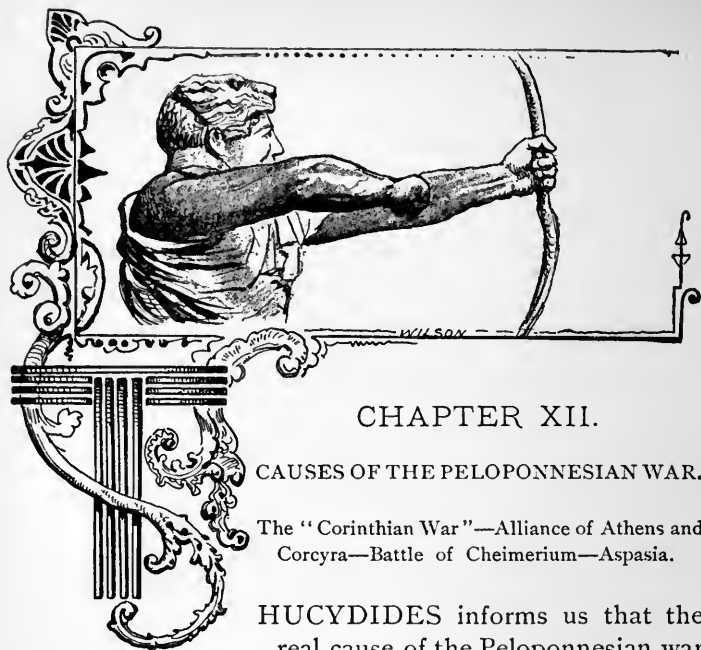 WILSON
CHAPTER XII.
CAUSES OF THE PELOPONNESIAN WAR.
The "Corinthian War"—Alliance of Athens and
Corcyra—Battle of Cheimerium—Aspasia.
THUCYDIDES informs us that the
real cause of the Peloponnesian war